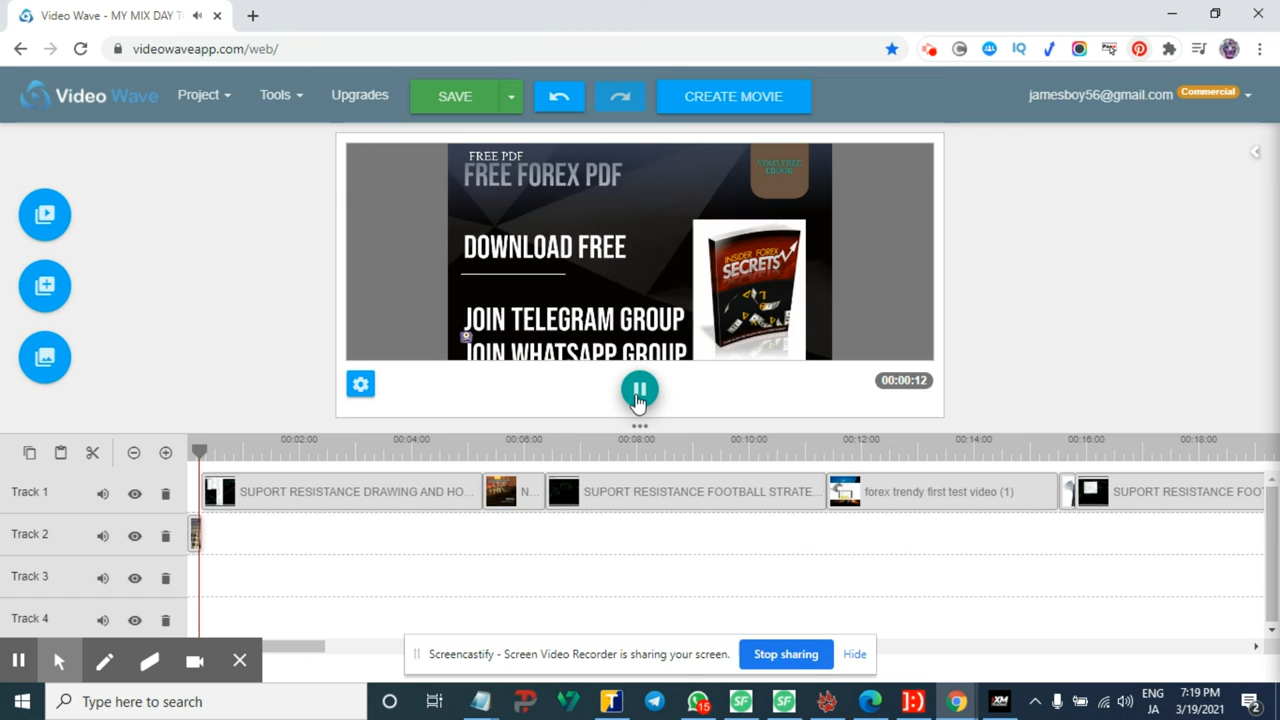 Video Wave - MY MIX DAY T
videowaveapp.com/web/
Video Wave
Project
Tools
Upgrades
SAVE
CREATE MOVIE
jamesboy56@gmail.com
Commercial
FREE PDF
FREE FOREX PDF
YOUR FREE
EBOOK
DOWNLOAD FREE
INSIDER FOREX
SECRETS
JOIN TELEGRAM GROUP
JOIN WHATSAPP GROUP
00:00:12
00:02:00 00:04:00 00:06:00 00:08:00 00:10:00 00:12:00 00:14:00 00:16:00 00:18:00
Track 1
SUPORT RESISTANCE DRAWING AND HO...
N...
SUPORT RESISTANCE FOOTBALL STRATE...
forex trendy first test video (1)
SUPORT RESISTANCE FOOT
Track 2
Track 3
Track 4
Screencastify - Screen Video Recorder is sharing your screen.
Stop sharing
Hide
Type here to search
15
ENG
JA
7:19 PM
3/19/2021
2